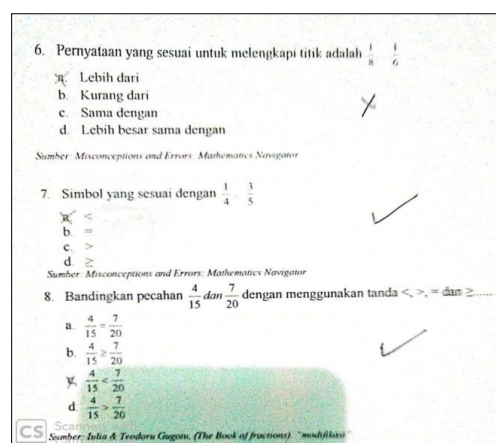 6. Pernyataan yang sesuai untuk melengkapi titik adalah 1/8 1/6
a. Lebih dari
b. Kurang dari
c. Sama dengan
d. Lebih besar sama dengan
Sumber: Misconceptions and Errors. Mathematics Navigator
7. Simbol yang sesuai dengan 1/4 . 3/5
a. <
b. =
c. >
d. ≥
Sumber: Misconceptions and Errors: Mathematics Navigator
8. Bandingkan pecahan 4/15 dan 7/20 dengan menggunakan tanda <, >, = dan ≥......
a. 4/15 = 7/20
b. 4/15 ≥ 7/20
c. 4/15 < 7/20
d. 4/15 > 7/20
CS Scanned
Sumber: Iulia & Teodoru Gugoiu, (The Book of fractions). "modifikasi"